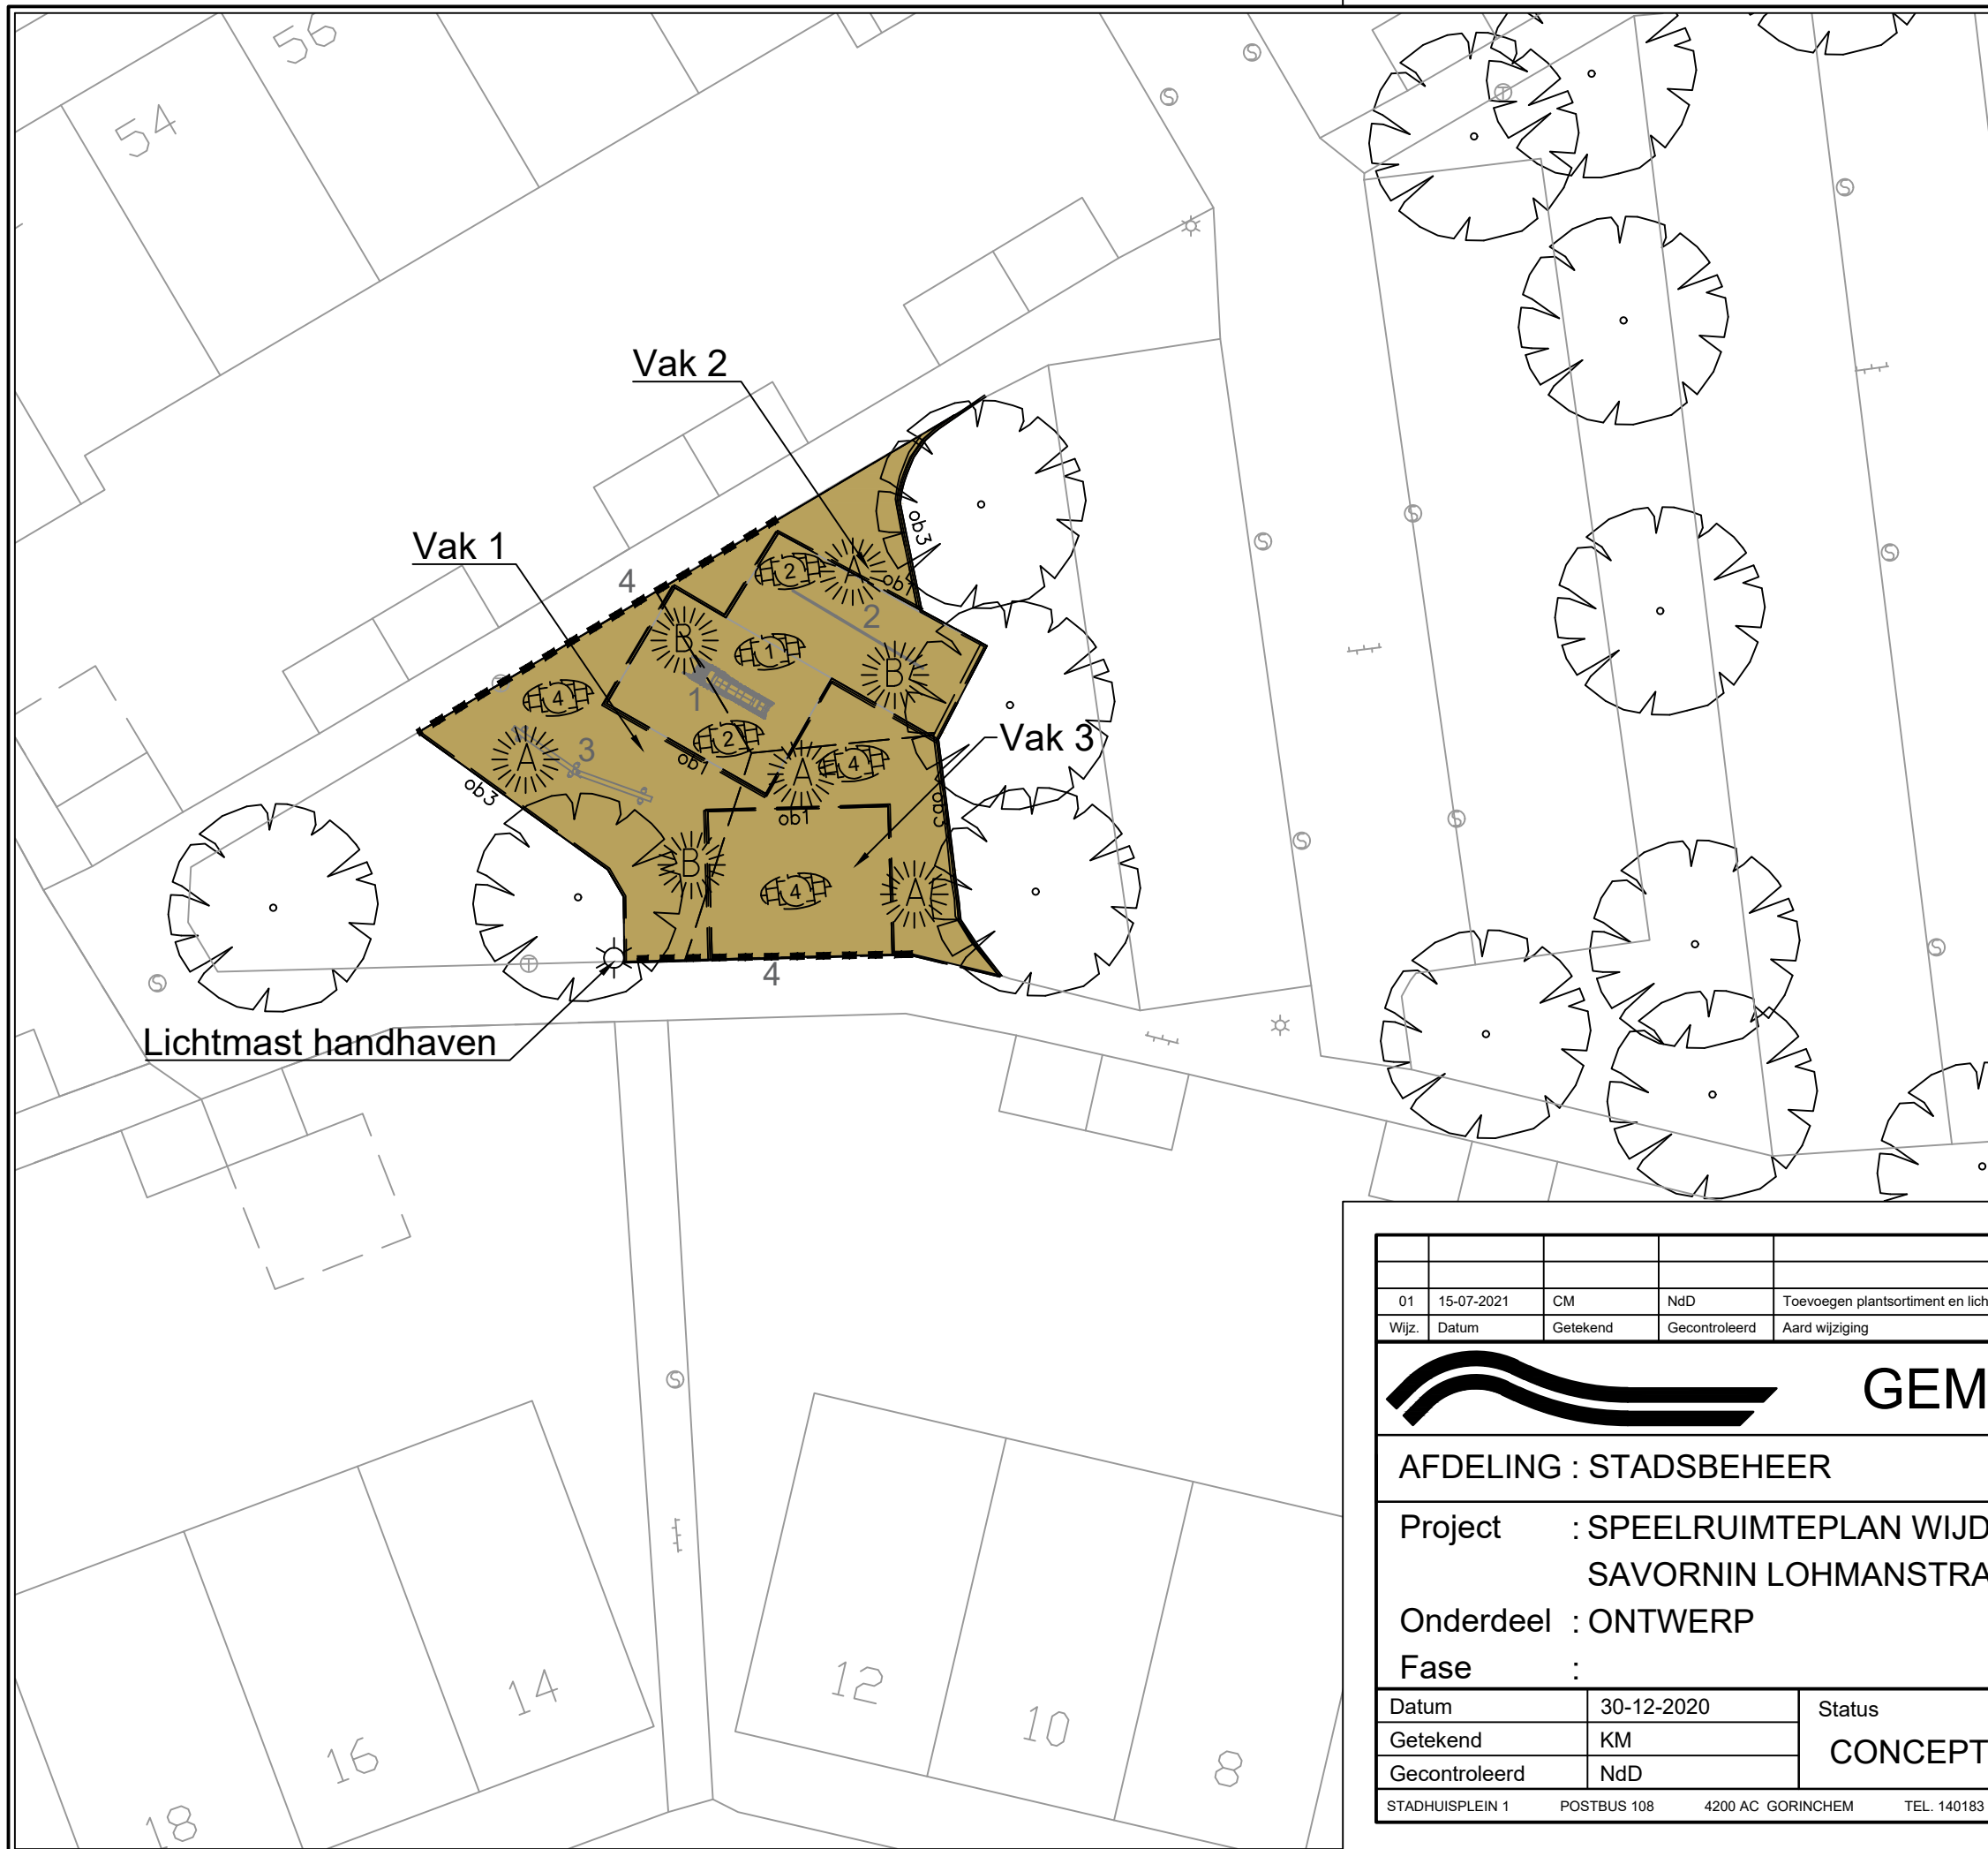 56
54
Vak 2
Vak 1
4
ob3
2
A
ob1
2
B
1
B
1
4
2
Vak 3
A
3
ob1
A
4
ob3
ob3
ob1
B
4
A
4
Lichtmast handhaven
01 15-07-2021 CM NdD Toevoegen plantsortiment en lich
Wijz. Datum Getekend Gecontroleerd Aard wijziging
GEM
AFDELING : STADSBEHEER
Project : SPEELRUIMTEPLAN WIJD
SAVORNIN LOHMANSTRA
Onderdeel : ONTWERP
Fase :
Datum 30-12-2020 Status
Getekend KM CONCEPT
Gecontroleerd NdD
STADHUISPLEIN 1 POSTBUS 108 4200 AC GORINCHEM TEL. 140183
18
16
14
12
10
8